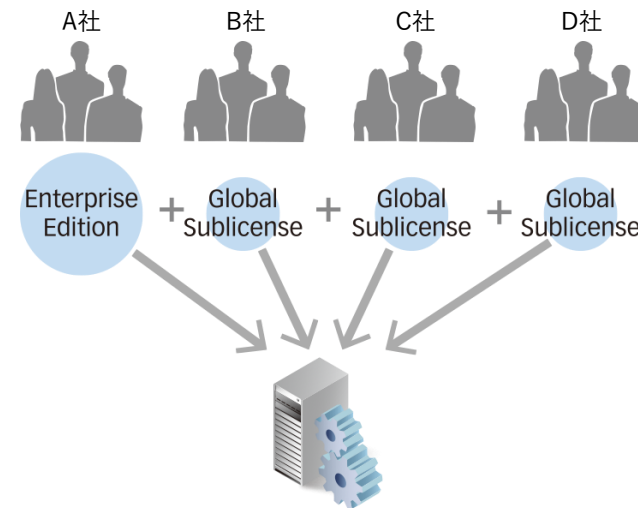 A社
B社
C社
D社
Enterprise
Edition
+
Global
Sublicense
+
Global
Sublicense
+
Global
Sublicense